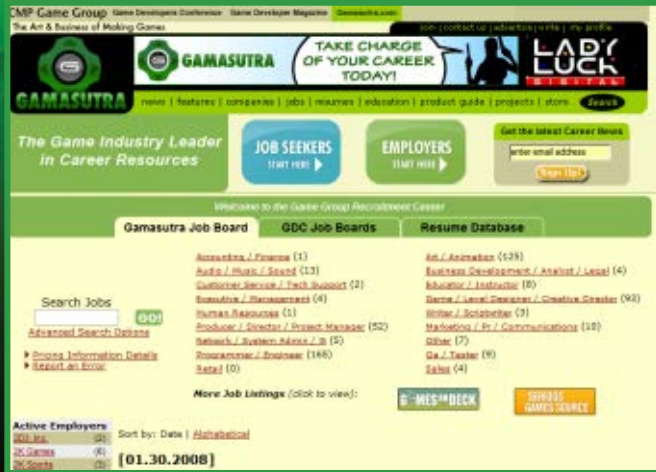 CMP Game Group Game Developers Conference Game Developer Magazine Gamasutra.com
The Art & Business of Making Games
join | contact us | advertise | write | my profile
GAMASUTRA
GAMASUTRA
TAKE CHARGE
OF YOUR CAREER
TODAY!
LADY
LUCK
DIGITAL
news | features | companies | jobs | resumes | education | product guide | projects | store
Search
The Game Industry Leader
in Career Resources
JOB SEEKERS
START HERE
EMPLOYERS
START HERE
Get the latest Career News
enter email address
Sign Up!
Welcome to the Game Group Recruitment Center
Gamasutra Job Board
GDC Job Boards
Resume Database
Search Jobs
GO!
Advanced Search Options
Pricing Information Details
Report an Error
Accounting / Finance (1)
Audio / Music / Sound (13)
Customer Service / Tech Support (2)
Executive / Management (4)
Human Resources (1)
Producer / Director / Project Manager (52)
Network / System Admin / (5)
Programmer / Engineer (165)
Retail (0)
Art / Animation (125)
Business Development / Analyst / Legal (4)
Educator / Instructor (8)
Game / Level Designer / Creative Director (93)
Writer / Scriptwriter (3)
Marketing / Pr / Communications (10)
Other (7)
Qa / Tester (9)
Sales (4)
More Job Listings (click to view):
GAMES ON DECK
SERIOUS
GAMES SOURCE
Active Employers
2K Games (6)
2K Sports (3)
Sort by: Date | Alphabetical
[01.30.2008]